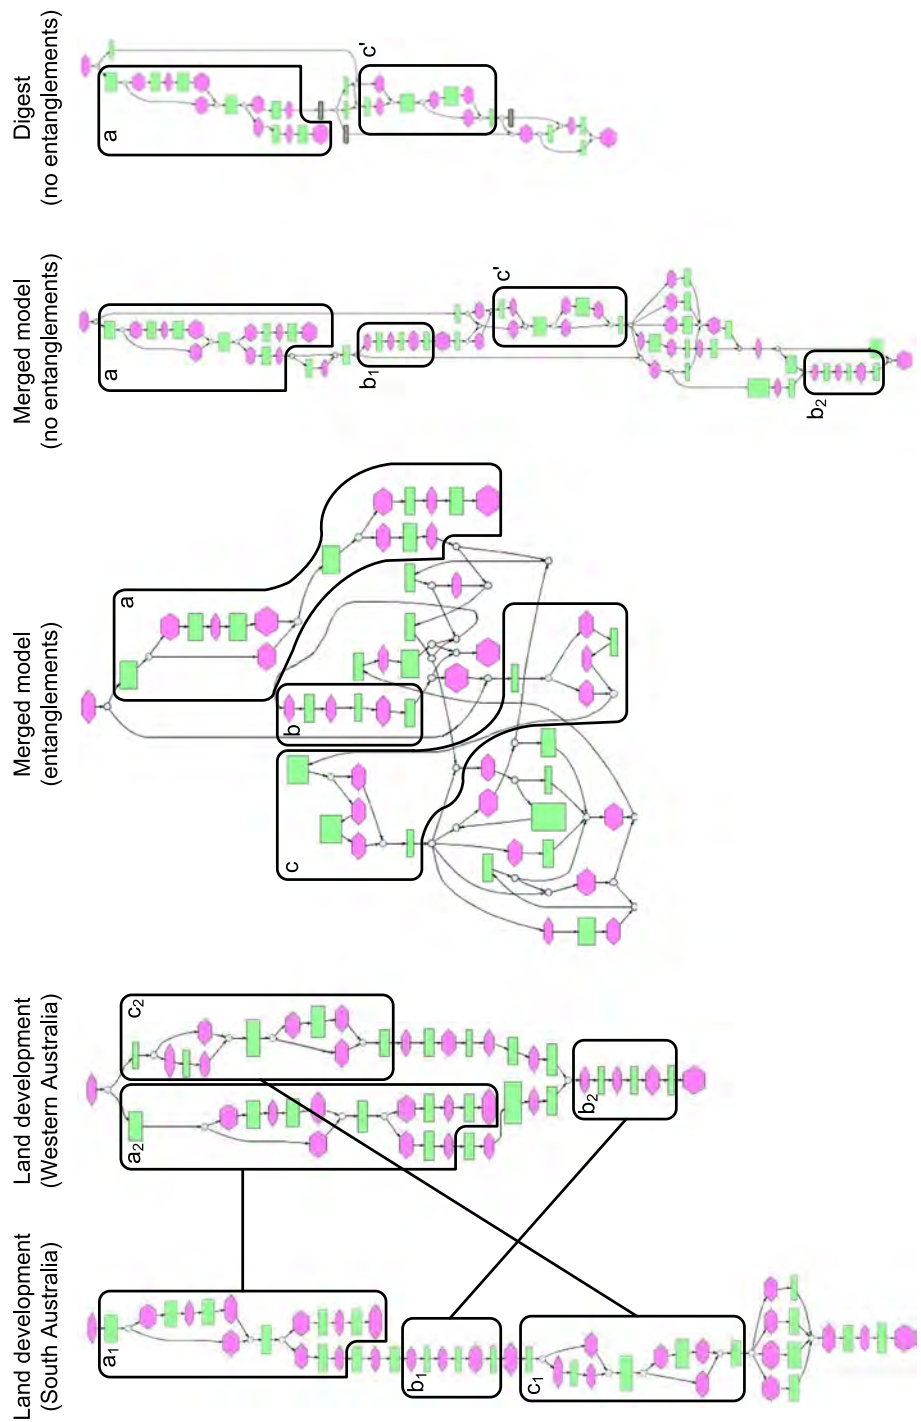 Digest
(no entanglements)
a
c'
Merged model
(no entanglements)
a
b1
c'
b2
Merged model
(entanglements)
a
b
c
Land development
(Western Australia)
a2
c2
b2
Land development
(South Australia)
a1
b1
c1